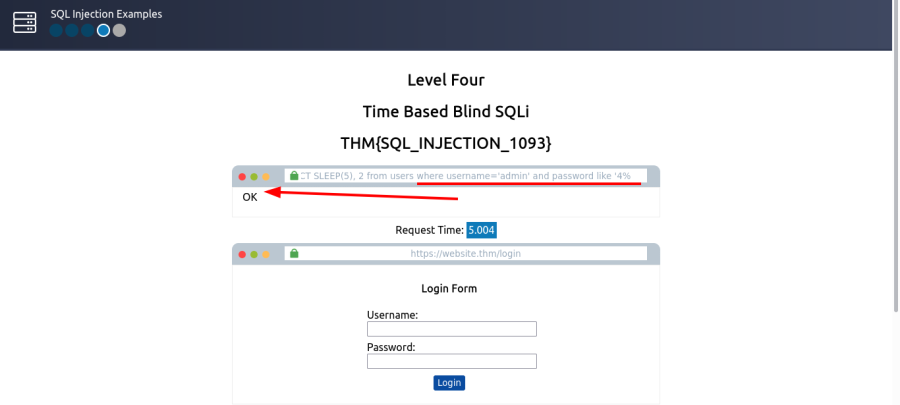 SQL Injection Examples
Level Four
Time Based Blind SQLi
THM{SQL_INJECTION_1093}
CT SLEEP(5), 2 from users where username='admin' and password like '4%
OK
Request Time: 5.004
https://website.thm/login
Login Form
Username:
Password:
Login